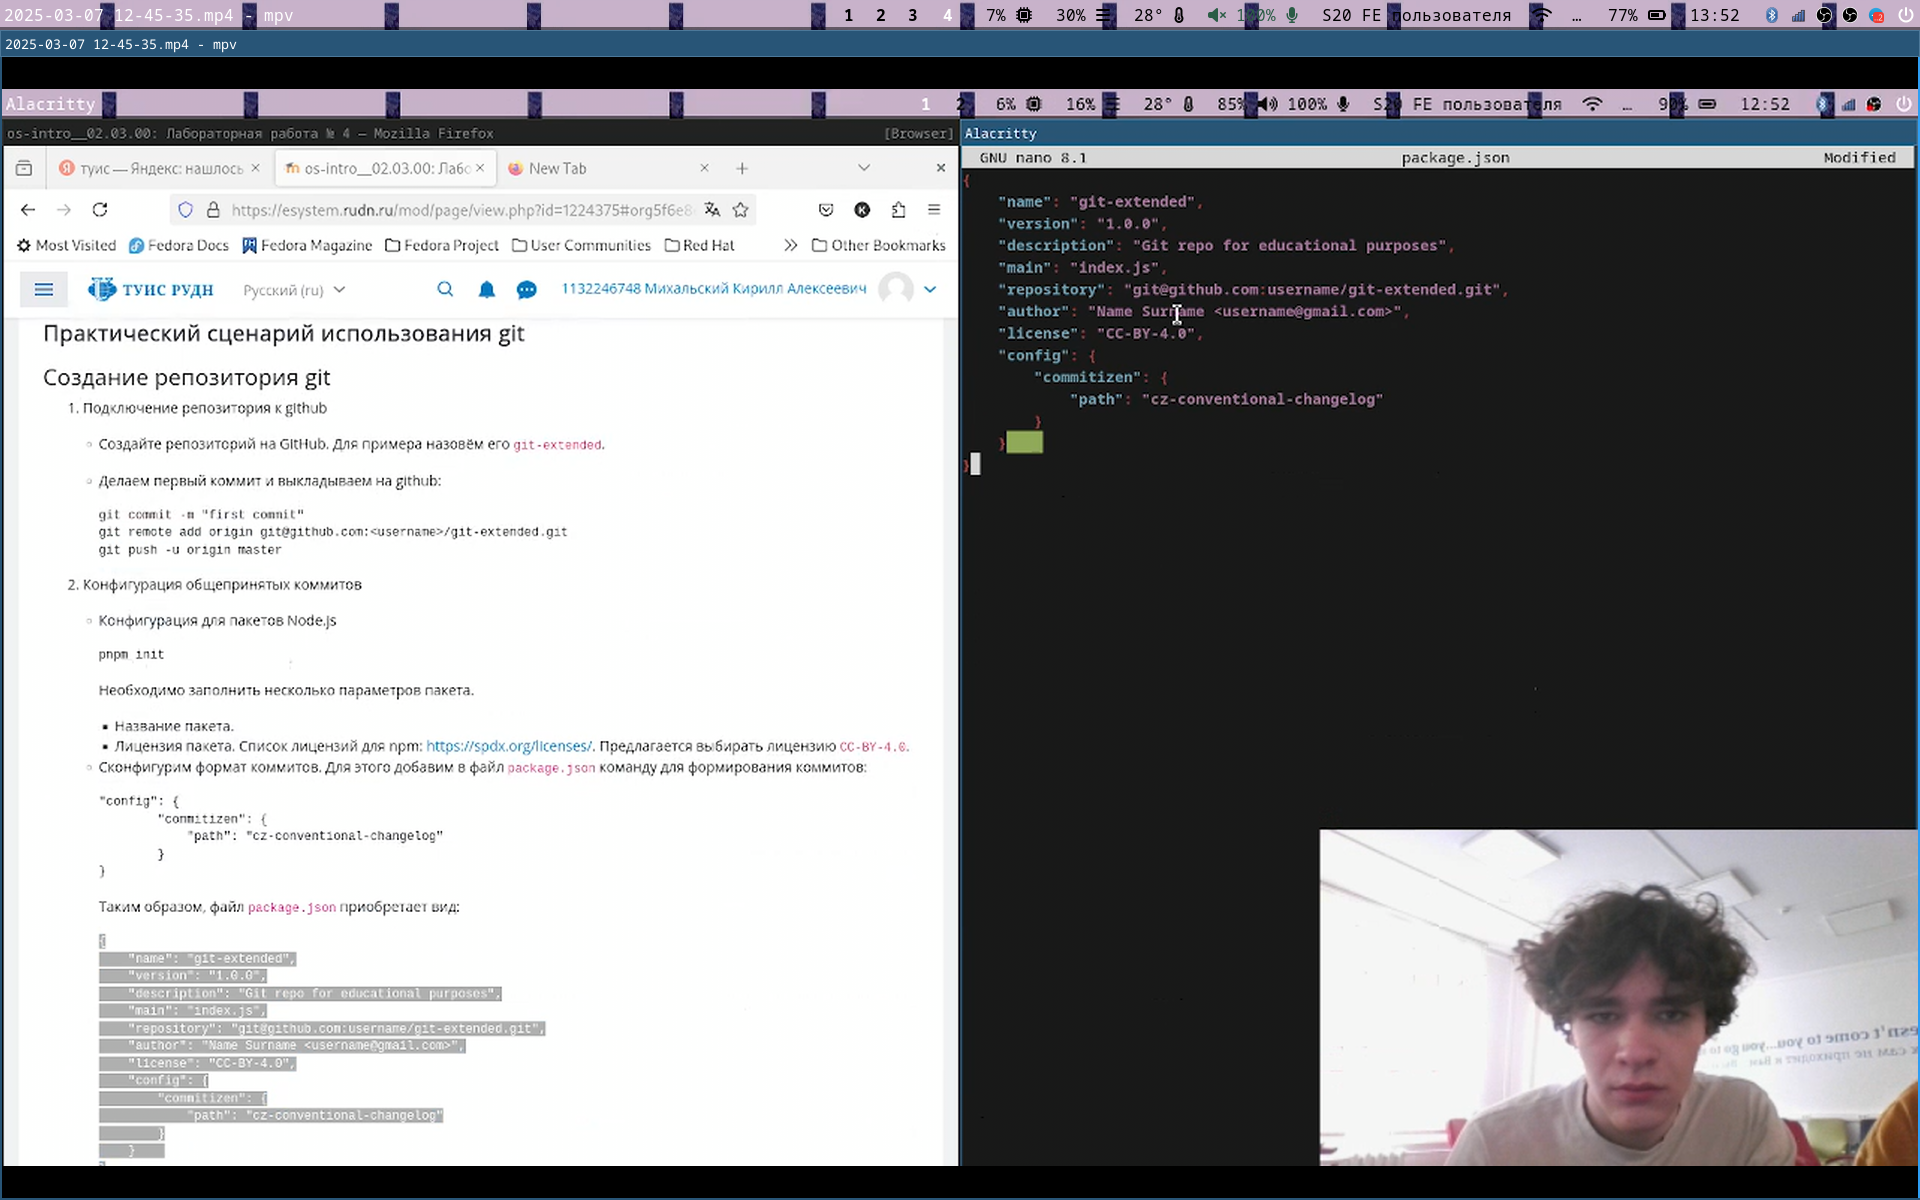 2025-03-07 12-45-35.mp4 - mpv
1 2 3 4 7% 30% 28° S20 FE пользователя … 77% 13:52
2025-03-07 12-45-35.mp4 - mpv
Alacritty
1 2 6% 16% 28° 85% 100% S20 FE пользователя … 90% 12:52
os-intro__02.03.00: Лабораторная работа № 4 — Mozilla Firefox [Browser]
туис — Яндекс: нашлось
os-intro__02.03.00: Лабо
New Tab
https://esystem.rudn.ru/mod/page/view.php?id=1224375#org5f6e8
Most Visited Fedora Docs Fedora Magazine Fedora Project User Communities Red Hat Other Bookmarks
ТУИС РУДН Русский (ru) 1132246748 Михальский Кирилл Алексеевич
Практический сценарий использования git
Создание репозитория git
1. Подключение репозитория к github
Создайте репозиторий на GitHub. Для примера назовём его git-extended.
Делаем первый коммит и выкладываем на github:
git commit -m "first commit"
git remote add origin git@github.com:<username>/git-extended.git
git push -u origin master
2. Конфигурация общепринятых коммитов
Конфигурация для пакетов Node.js
pnpm init
Необходимо заполнить несколько параметров пакета.
Название пакета.
Лицензия пакета. Список лицензий для npm: https://spdx.org/licenses/. Предлагается выбирать лицензию CC-BY-4.0.
Сконфигурим формат коммитов. Для этого добавим в файл package.json команду для формирования коммитов:
"config": {
"commitizen": {
"path": "cz-conventional-changelog"
}
}
Таким образом, файл package.json приобретает вид:
{
"name": "git-extended",
"version": "1.0.0",
"description": "Git repo for educational purposes",
"main": "index.js",
"repository": "git@github.com:username/git-extended.git",
"author": "Name Surname <username@gmail.com>",
"license": "CC-BY-4.0",
"config": {
"commitizen": {
"path": "cz-conventional-changelog"
}
}
Alacritty
GNU nano 8.1 package.json Modified
{
"name": "git-extended",
"version": "1.0.0",
"description": "Git repo for educational purposes",
"main": "index.js",
"repository": "git@github.com:username/git-extended.git",
"author": "Name Surname <username@gmail.com>",
"license": "CC-BY-4.0",
"config": {
"commitizen": {
"path": "cz-conventional-changelog"
}
}
}